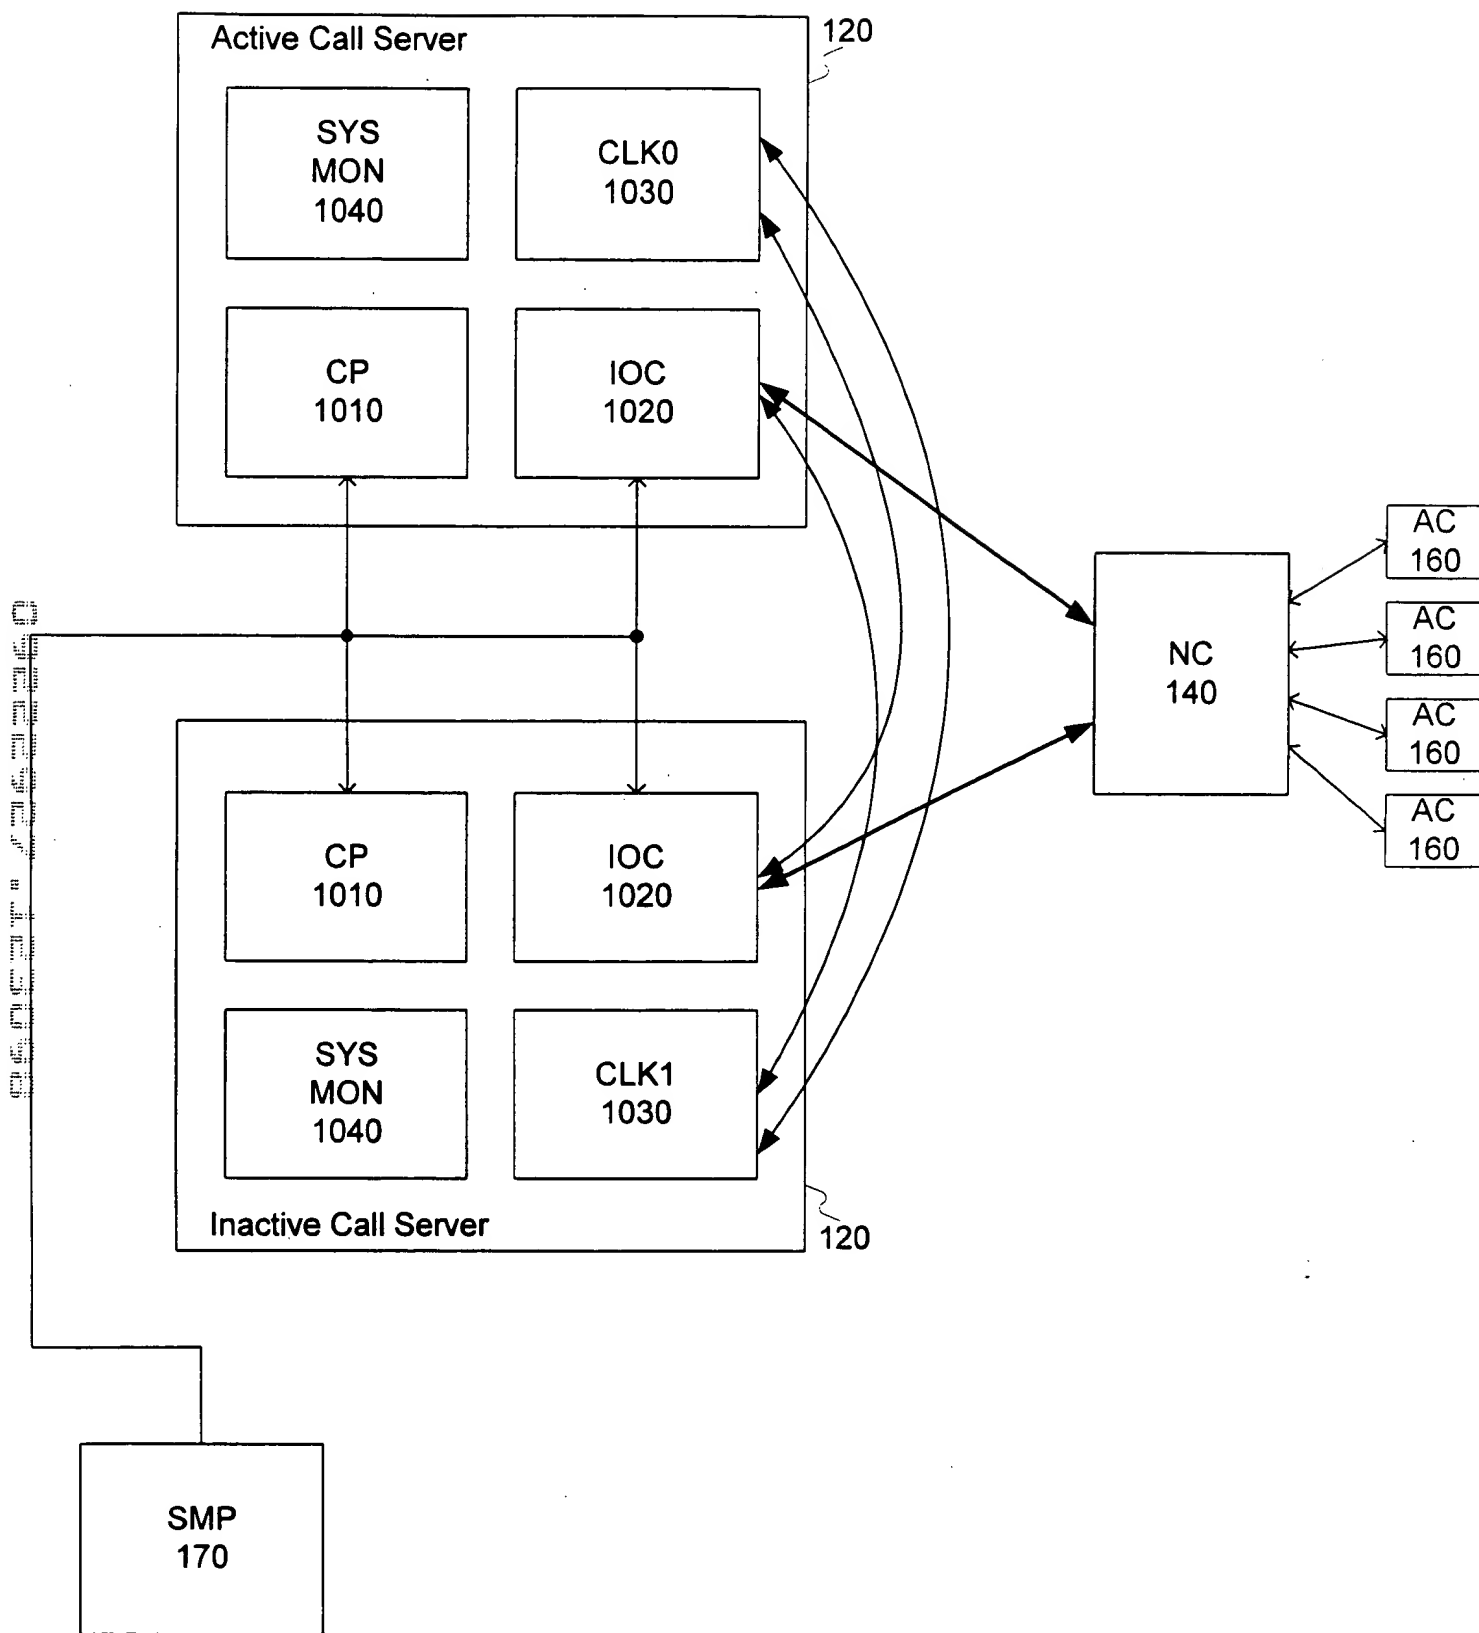 Active Call Server
120
SYS
MON
1040
CLK0
1030
CP
1010
IOC
1020
AC
160
AC
160
NC
140
AC
160
AC
160
CP
1010
IOC
1020
SYS
MON
1040
CLK1
1030
Inactive Call Server
120
SMP
170